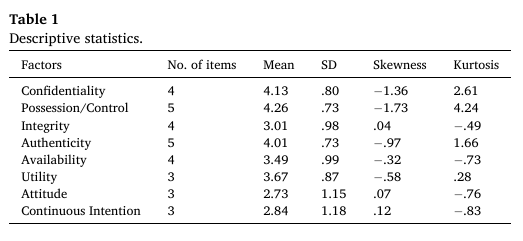 Table 1
Descriptive statistics.
Factors No. of items Mean SD Skewness Kurtosis
Confidentiality 4 4.13 .80 −1.36 2.61
Possession/Control 5 4.26 .73 −1.73 4.24
Integrity 4 3.01 .98 .04 −.49
Authenticity 5 4.01 .73 −.97 1.66
Availability 4 3.49 .99 −.32 −.73
Utility 3 3.67 .87 −.58 .28
Attitude 3 2.73 1.15 .07 −.76
Continuous Intention 3 2.84 1.18 .12 −.83